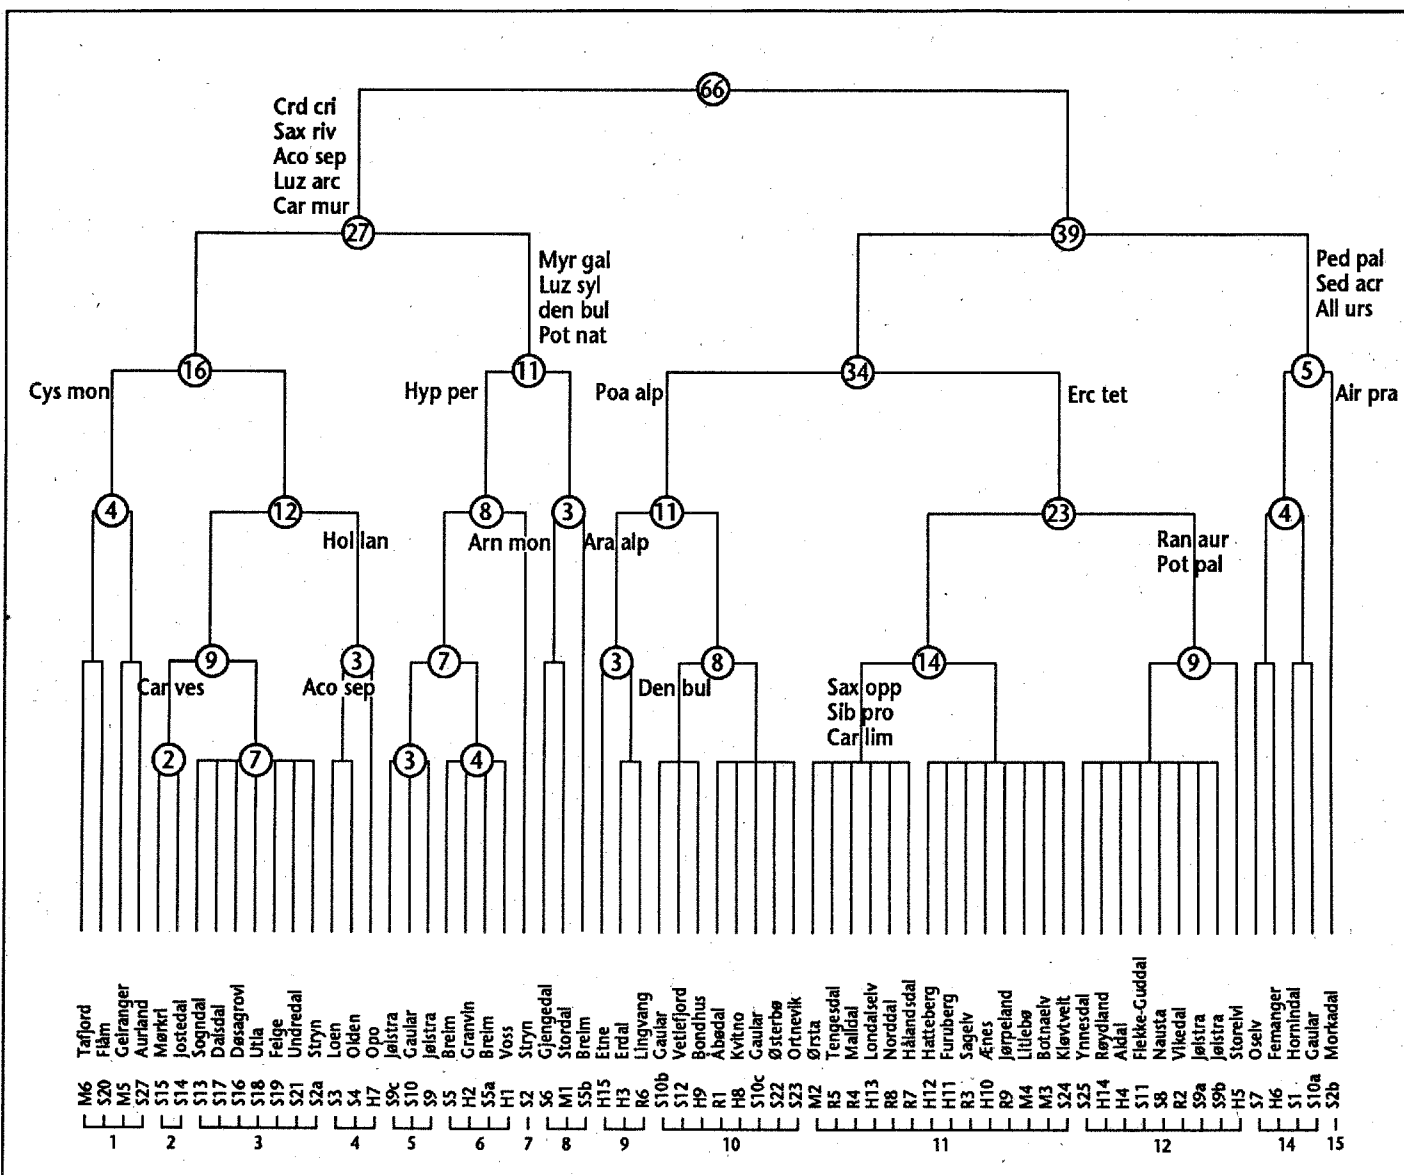 66
Crd cri
Sax riv
Aco sep
Luz arc
Car mur
27
39
Myr gal
Luz syl
den bul
Pot nat
Ped pal
Sed acr
All urs
16
11
34
5
Cys mon
Hyp per
Poa alp
Erc tet
Air pra
4
12
8
3
11
23
4
Hol lan
Arn mon
Ara alp
Ran aur
Pot pal
9
3
7
3
8
14
9
Car ves
Aco sep
Den bul
Sax opp
Sib pro
Car lim
2
7
3
4
M6 Tafjord
S20 Flåm
M5 Geiranger
S27 Aurland
S15 Mørkri
S14 Jostedal
S13 Sogndal
S17 Dalsdal
S16 Døsagrovi
S18 Utla
S19 Feige
S21 Undredal
S2a Stryn
S3 Loen
S4 Olden
H7 Opo
S9c Jølstra
S10 Gaular
S9 Jølstra
S5 Breim
H2 Granvin
S5a Breim
H1 Voss
S2 Stryn
S6 Gjengedal
M1 Stordal
S5b Breim
H15 Etne
H3 Erdal
R6 Lingvang
S10b Gaular
S12 Vetlefjord
H9 Bondhus
R1 Åbødal
H8 Kvitno
S10c Gaular
S22 Østerbø
S23 Ortnevik
M2 Ørsta
R5 Tengesdal
R4 Malldal
H13 Londalselv
R8 Norddal
R7 Hålandsdal
H12 Hatteberg
H11 Furuberg
R3 Sagelv
H10 Ænes
R9 Jørpeland
M4 Litlebø
M3 Botnaelv
S24 Kløvtveit
S25 Ynnesdal
H14 Røydland
H4 Aldal
S11 Flekke-Guddal
S8 Nausta
R2 Vikedal
S9a Jølstra
S9b Jølstra
H5 Storelvi
S7 Oselv
H6 Femanger
S1 Hornindal
S10a Gaular
S2b Morkadal
1 2 3 4 5 6 7 8 9 10 11 12 14 15